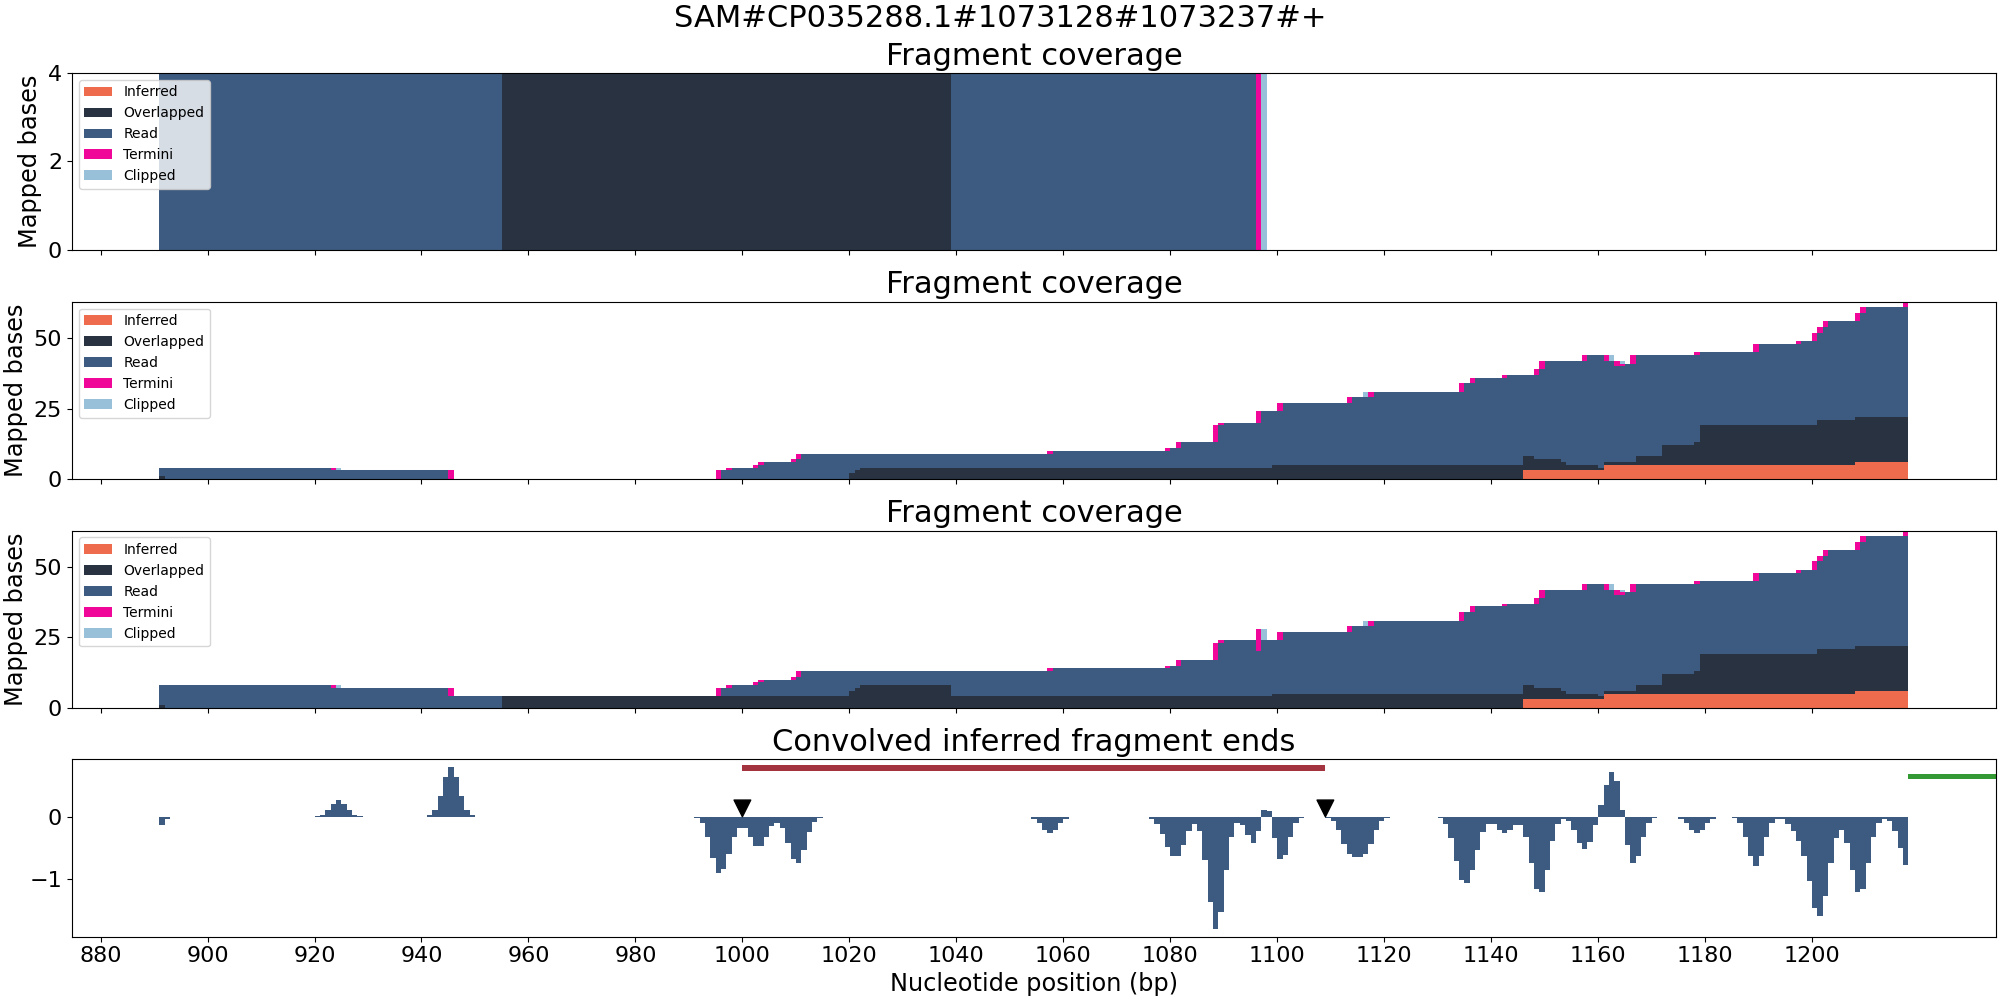 SAM#CP035288.1#1073128#1073237#+
Fragment coverage
Mapped bases
4
2
0
Inferred
Overlapped
Read
Termini
Clipped
Fragment coverage
Mapped bases
50
25
0
Inferred
Overlapped
Read
Termini
Clipped
Fragment coverage
Mapped bases
50
25
0
Inferred
Overlapped
Read
Termini
Clipped
Convolved inferred fragment ends
0
−1
880 900 920 940 960 980 1000 1020 1040 1060 1080 1100 1120 1140 1160 1180 1200
Nucleotide position (bp)